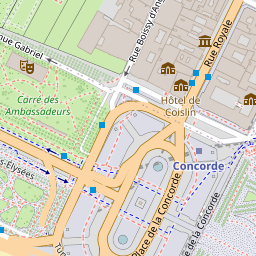 nue Gabriel
Rue Boissy d'An
Rue Royale
Carré des
Ambassadeurs
Hôtel de
Coislin
Concorde
s-Élysées
Place de la Concorde
de la Concorde
Tun